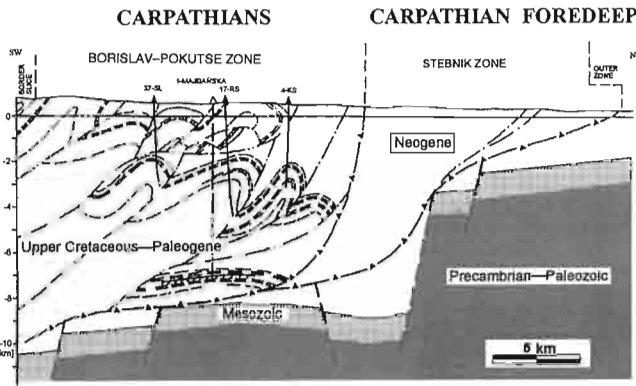 CARPATHIANS
CARPATHIAN FOREDEEP
SW
N
BORDER
SLICE
BORISLAV–POKUTSE ZONE
STEBNIK ZONE
OUTER
ZONE
37-SL
1-MAJDAŃSKA
17-RS
4-KS
0
-2
-4
-6
-8
-10
[km]
Neogene
Upper Cretaceous—Paleogene
Mesozoic
Precambrian—Paleozoic
5 km